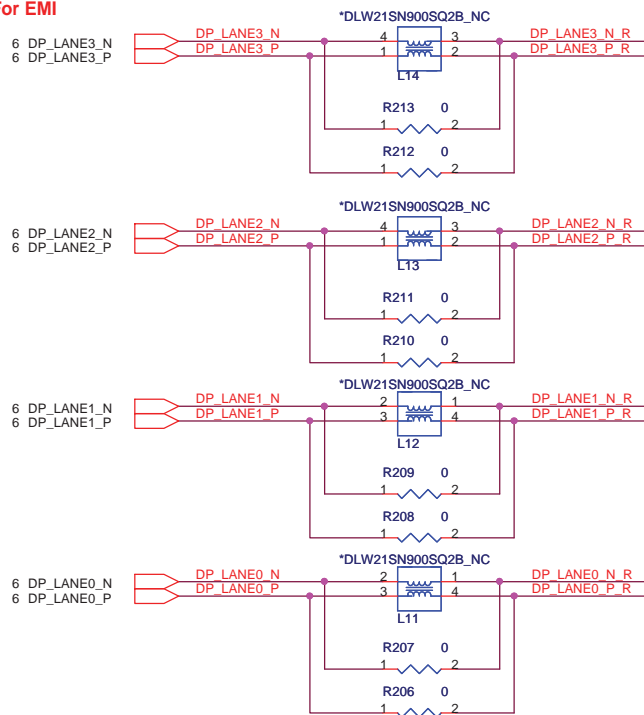 For EMI
*DLW21SN900SQ2B_NC
6 DP_LANE3_N DP_LANE3_N 4 3 DP_LANE3_N_R
6 DP_LANE3_P DP_LANE3_P 1 2 DP_LANE3_P_R
L14
R213 0
1 2
R212 0
1 2
*DLW21SN900SQ2B_NC
6 DP_LANE2_N DP_LANE2_N 4 3 DP_LANE2_N_R
6 DP_LANE2_P DP_LANE2_P 1 2 DP_LANE2_P_R
L13
R211 0
1 2
R210 0
1 2
*DLW21SN900SQ2B_NC
6 DP_LANE1_N DP_LANE1_N 2 1 DP_LANE1_N_R
6 DP_LANE1_P DP_LANE1_P 3 4 DP_LANE1_P_R
L12
R209 0
1 2
R208 0
1 2
*DLW21SN900SQ2B_NC
6 DP_LANE0_N DP_LANE0_N 2 1 DP_LANE0_N_R
6 DP_LANE0_P DP_LANE0_P 3 4 DP_LANE0_P_R
L11
R207 0
1 2
R206 0
1 2